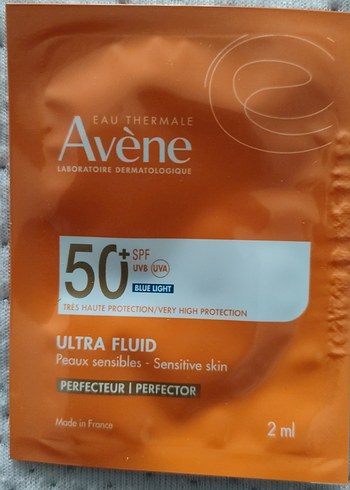 EAU THERMALE
Avène
LABORATOIRE DERMATOLOGIQUE
50+ SPF
UVB UVA
BLUE LIGHT
TRÈS HAUTE PROTECTION/VERY HIGH PROTECTION
ULTRA FLUID
Peaux sensibles - Sensitive skin
PERFECTEUR | PERFECTOR
Made in France
2 ml